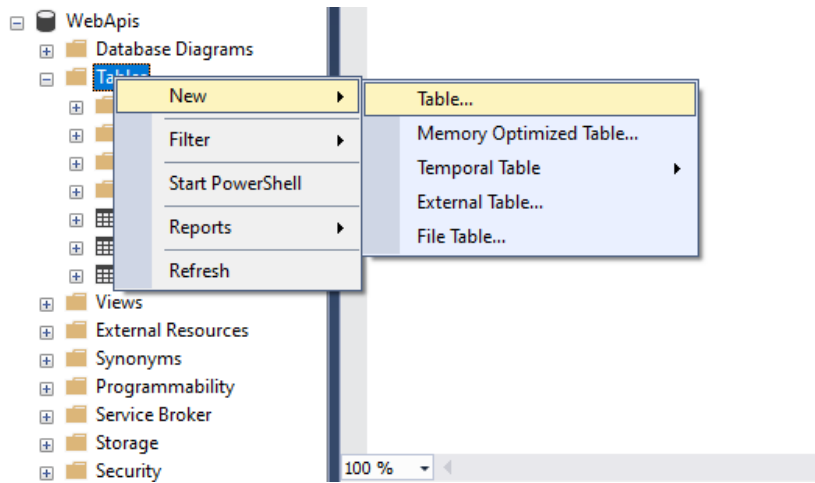 WebApis
Database Diagrams
Tables
New
Filter
Start PowerShell
Reports
Refresh
Table...
Memory Optimized Table...
Temporal Table
External Table...
File Table...
Views
External Resources
Synonyms
Programmability
Service Broker
Storage
Security
100 %